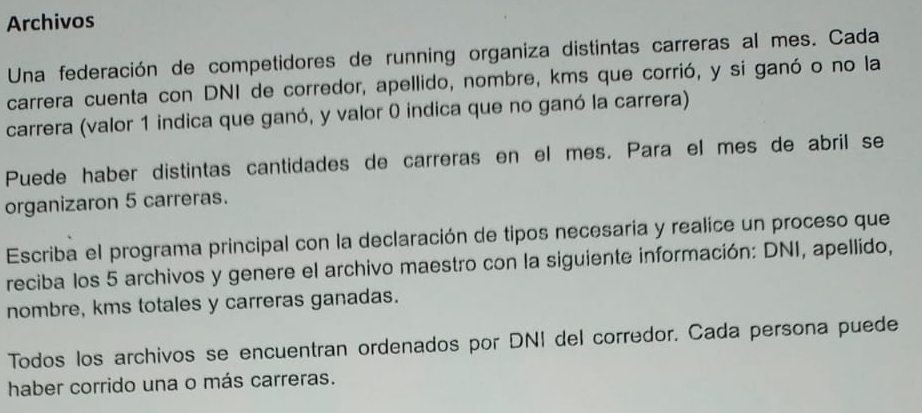 Archivos
Una federación de competidores de running organiza distintas carreras al mes. Cada
carrera cuenta con DNI de corredor, apellido, nombre, kms que corrió, y si ganó o no la
carrera (valor 1 indica que ganó, y valor 0 indica que no ganó la carrera)
Puede haber distintas cantidades de carreras en el mes. Para el mes de abril se
organizaron 5 carreras.
Escriba el programa principal con la declaración de tipos necesaria y realice un proceso que
reciba los 5 archivos y genere el archivo maestro con la siguiente información: DNI, apellido,
nombre, kms totales y carreras ganadas.
Todos los archivos se encuentran ordenados por DNI del corredor. Cada persona puede
haber corrido una o más carreras.